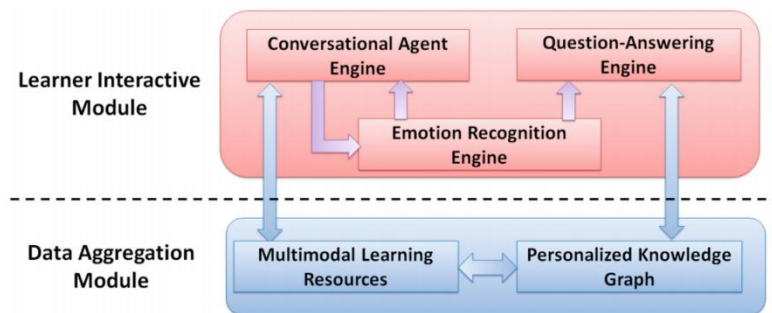 Learner Interactive
Module
Conversational Agent
Engine
Question-Answering
Engine
Emotion Recognition
Engine
Data Aggregation
Module
Multimodal Learning
Resources
Personalized Knowledge
Graph